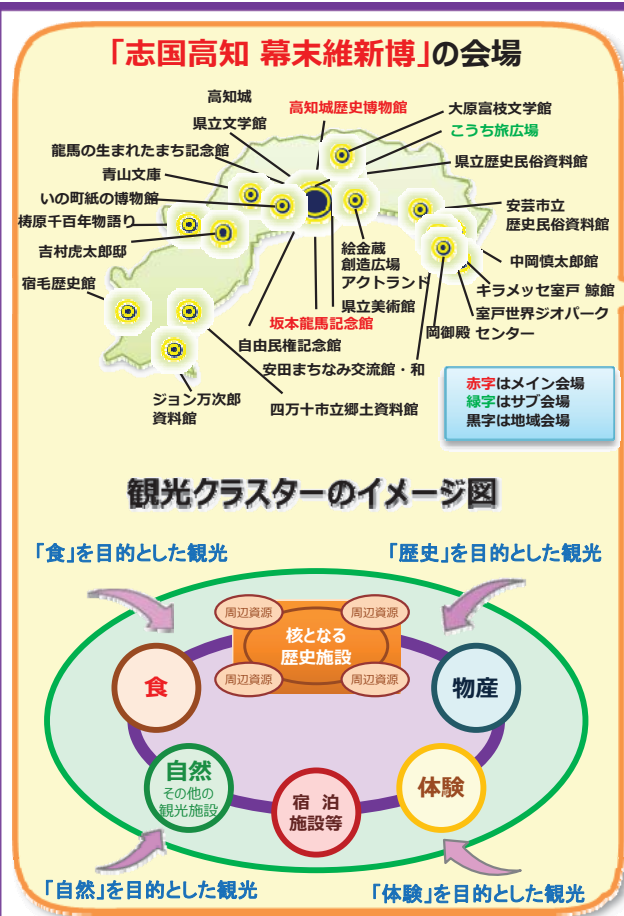 「志国高知 幕末維新博」の会場
高知城
高知城歴史博物館
大原富枝文学館
県立文学館
こうち旅広場
龍馬の生まれたまち記念館
県立歴史民俗資料館
青山文庫
いの町紙の博物館
安芸市立
歴史民俗資料館
梼原千百年物語り
吉村虎太郎邸
絵金蔵
創造広場
アクトランド
中岡慎太郎館
宿毛歴史館
キラメッセ室戸 鯨館
県立美術館
室戸世界ジオパーク
センター
坂本龍馬記念館
岡御殿
自由民権記念館
安田まちなみ交流館・和
ジョン万次郎
資料館
四万十市立郷土資料館
赤字はメイン会場
緑字はサブ会場
黒字は地域会場
観光クラスターのイメージ図
「食」を目的とした観光
「歴史」を目的とした観光
周辺資源
周辺資源
核となる
歴史施設
周辺資源
周辺資源
食
物産
自然
その他の
観光施設
宿 泊
施設等
体験
「自然」を目的とした観光
「体験」を目的とした観光